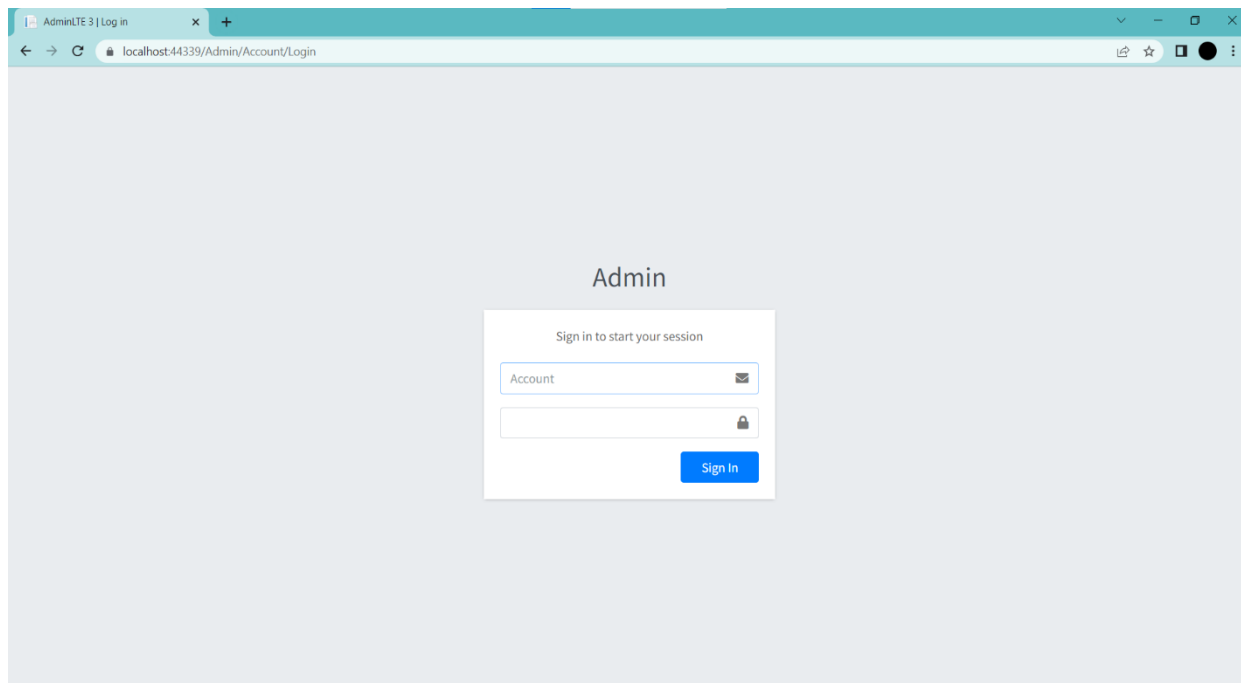 AdminLTE 3 | Log in
localhost:44339/Admin/Account/Login
Admin
Sign in to start your session
Account
Sign In